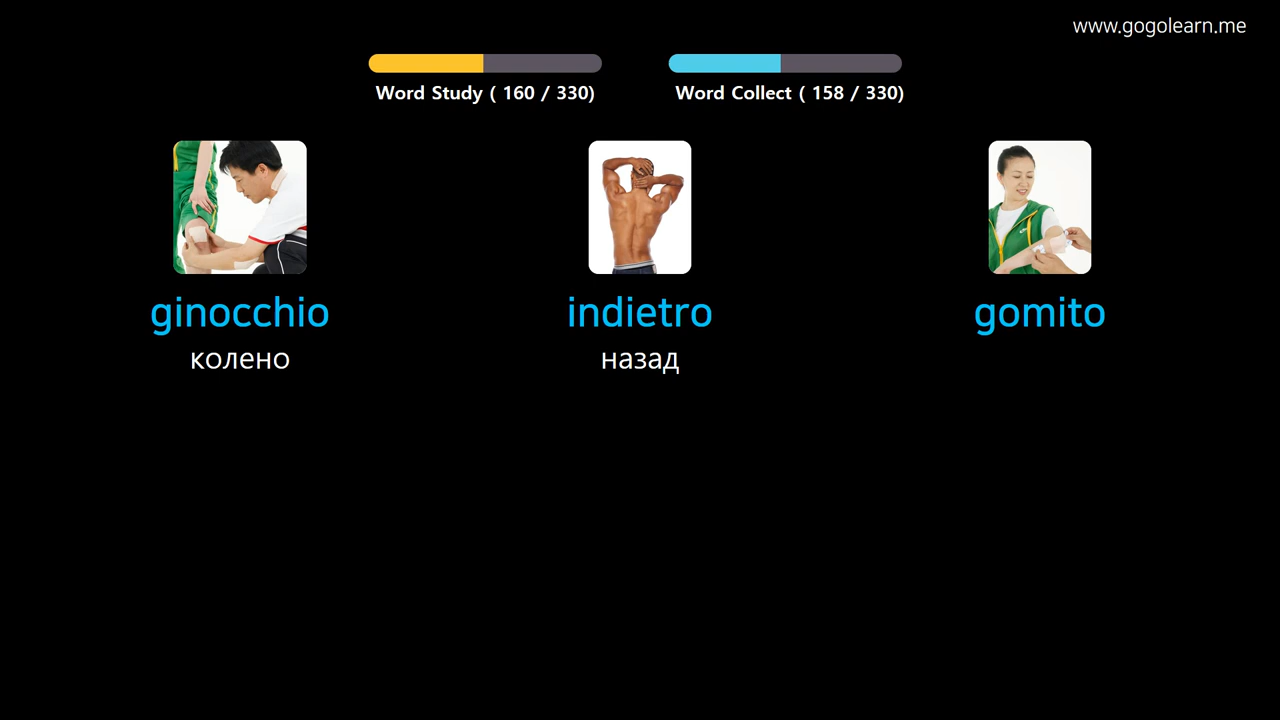 www.gogolearn.me
Word Study ( 160 / 330)
Word Collect ( 158 / 330)
ginocchio
indietro
gomito
колено
назад